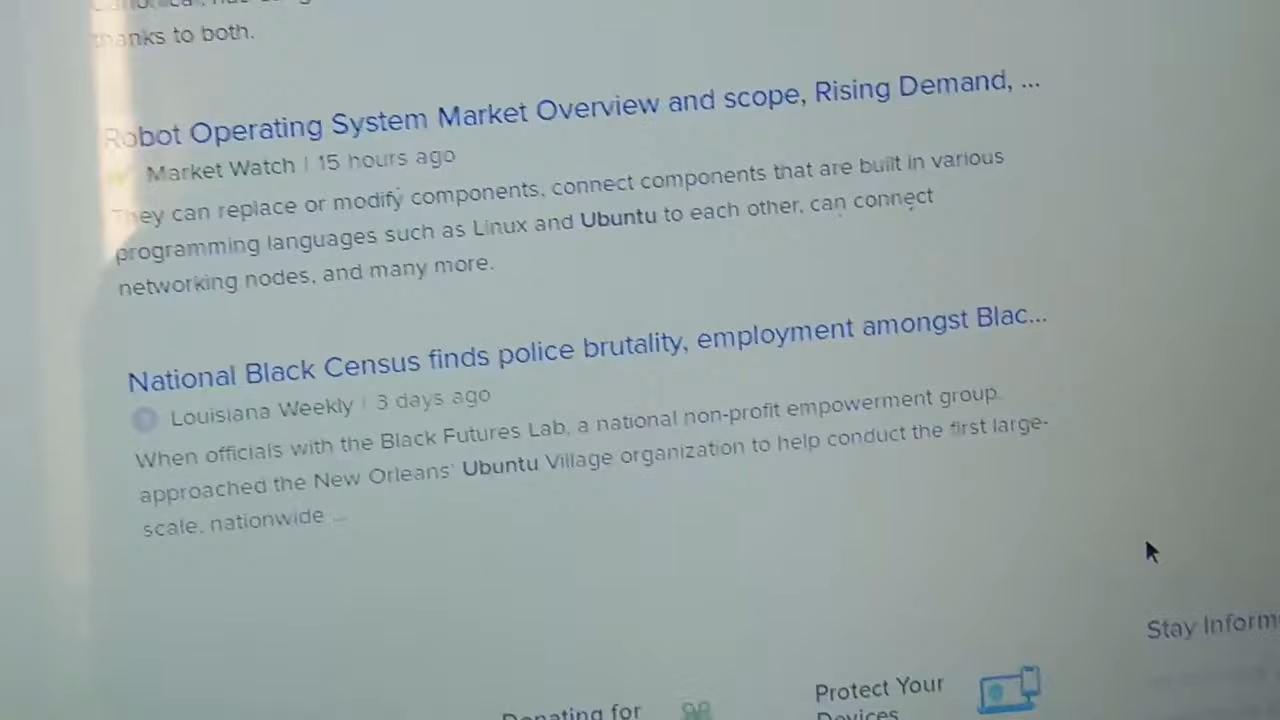 thanks to both.
Robot Operating System Market Overview and scope, Rising Demand, ...
Market Watch | 15 hours ago
They can replace or modify components, connect components that are built in various
programming languages such as Linux and Ubuntu to each other, can connect
networking nodes, and many more.
National Black Census finds police brutality, employment amongst Blac...
Louisiana Weekly | 3 days ago
When officials with the Black Futures Lab, a national non-profit empowerment group
approached the New Orleans' Ubuntu Village organization to help conduct the first large-
scale, nationwide ...
Stay Inform
Protect Your
Devices
Donating for